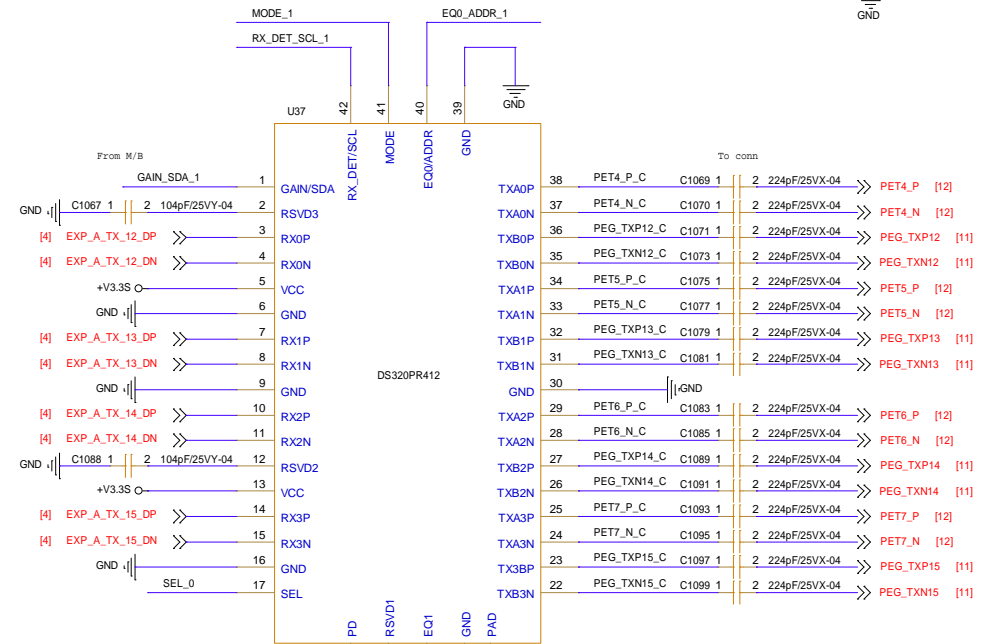 MODE_1 EQ0_ADDR_1 GND
RX_DET_SCL_1
GND
42 41 40 39
U37
RX_DET/SCL MODE EQ0/ADDR GND
From M/B To conn
GAIN_SDA_1 1 GAIN/SDA TXA0P 38 PET4_P_C C1069 1 2 224pF/25VX-04 PET4_P [12]
GND C1067 1 2 104pF/25VY-04 2 RSVD3 TXA0N 37 PET4_N_C C1070 1 2 224pF/25VX-04 PET4_N [12]
[4] EXP_A_TX_12_DP 3 RX0P TXB0P 36 PEG_TXP12_C C1071 1 2 224pF/25VX-04 PEG_TXP12 [11]
[4] EXP_A_TX_12_DN 4 RX0N TXB0N 35 PEG_TXN12_C C1073 1 2 224pF/25VX-04 PEG_TXN12 [11]
+V3.3S 5 VCC TXA1P 34 PET5_P_C C1075 1 2 224pF/25VX-04 PET5_P [12]
GND 6 GND TXA1N 33 PET5_N_C C1077 1 2 224pF/25VX-04 PET5_N [12]
[4] EXP_A_TX_13_DP 7 RX1P TXB1P 32 PEG_TXP13_C C1079 1 2 224pF/25VX-04 PEG_TXP13 [11]
[4] EXP_A_TX_13_DN 8 RX1N TXB1N 31 PEG_TXN13_C C1081 1 2 224pF/25VX-04 PEG_TXN13 [11]
DS320PR412
GND 9 GND GND 30 GND
[4] EXP_A_TX_14_DP 10 RX2P TXA2P 29 PET6_P_C C1083 1 2 224pF/25VX-04 PET6_P [12]
[4] EXP_A_TX_14_DN 11 RX2N TXA2N 28 PET6_N_C C1085 1 2 224pF/25VX-04 PET6_N [12]
GND C1088 1 2 104pF/25VY-04 12 RSVD2 TXB2P 27 PEG_TXP14_C C1089 1 2 224pF/25VX-04 PEG_TXP14 [11]
+V3.3S 13 VCC TXB2N 26 PEG_TXN14_C C1091 1 2 224pF/25VX-04 PEG_TXN14 [11]
[4] EXP_A_TX_15_DP 14 RX3P TXA3P 25 PET7_P_C C1093 1 2 224pF/25VX-04 PET7_P [12]
[4] EXP_A_TX_15_DN 15 RX3N TXA3N 24 PET7_N_C C1095 1 2 224pF/25VX-04 PET7_N [12]
GND 16 GND TX3BP 23 PEG_TXP15_C C1097 1 2 224pF/25VX-04 PEG_TXP15 [11]
SEL_0 17 SEL TXB3N 22 PEG_TXN15_C C1099 1 2 224pF/25VX-04 PEG_TXN15 [11]
PD RSVD1 EQ1 GND PAD